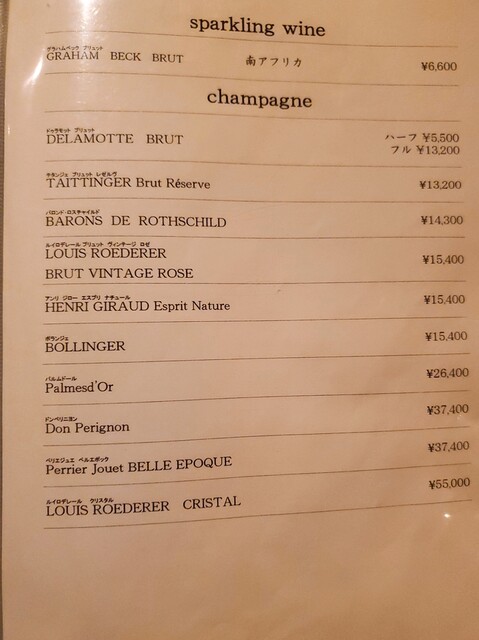 sparkling wine
グラハムベック ブリュット
GRAHAM BECK BRUT 南アフリカ ¥6,600
champagne
ドゥラモット ブリュット
DELAMOTTE BRUT ハーフ ¥5,500
フル ¥13,200
テタンジェ ブリュット レゼルヴ
TAITTINGER Brut Réserve ¥13,200
バロン・ド・ロスチャイルド
BARONS DE ROTHSCHILD ¥14,300
ルイロデレール ブリュット ヴィンテージ ロゼ
LOUIS ROEDERER
BRUT VINTAGE ROSE ¥15,400
アンリ ジロー エスプリ ナチュール
HENRI GIRAUD Esprit Nature ¥15,400
ボランジェ
BOLLINGER ¥15,400
パルムドール
Palmesd'Or ¥26,400
ドンペリニヨン
Don Perignon ¥37,400
ペリエジュエ ベルエポック
Perrier Jouet BELLE EPOQUE ¥37,400
ルイロデレール クリスタル
LOUIS ROEDERER CRISTAL ¥55,000